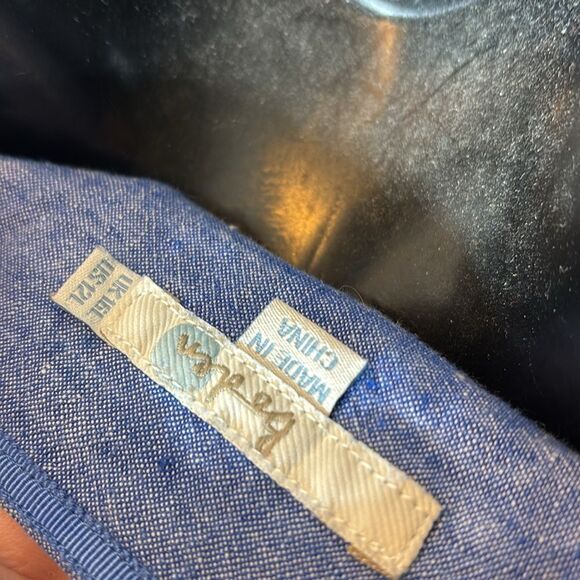 UK 16L
US 12L
Boden
MADE IN
CHINA